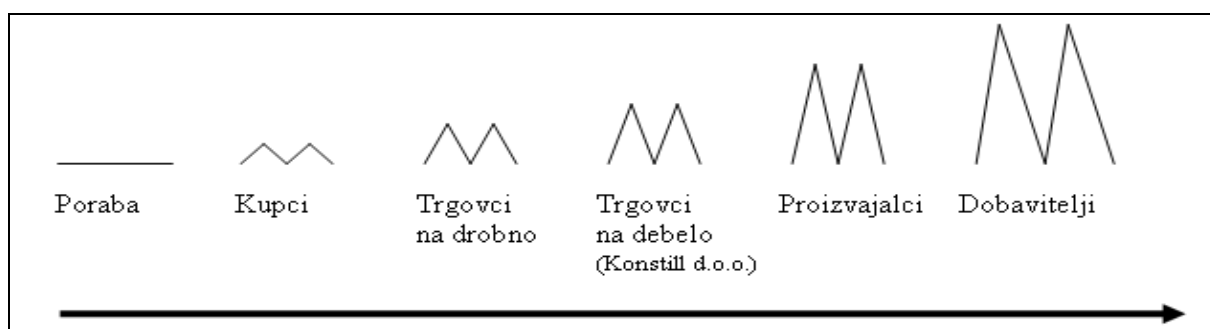 Poraba
Kupci
Trgovci
na drobno
Trgovci
na debelo
(Konstill d.o.o.)
Proizvajalci
Dobavitelji